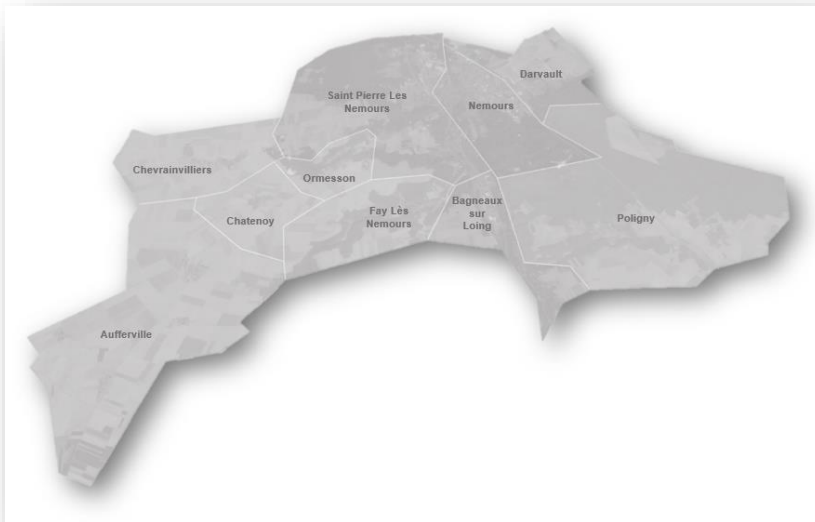 Darvault
Saint Pierre Les
Nemours
Nemours
Chevrainvilliers
Ormesson
Chatenoy
Fay Lès
Nemours
Bagneaux
sur
Loing
Poligny
Aufferville